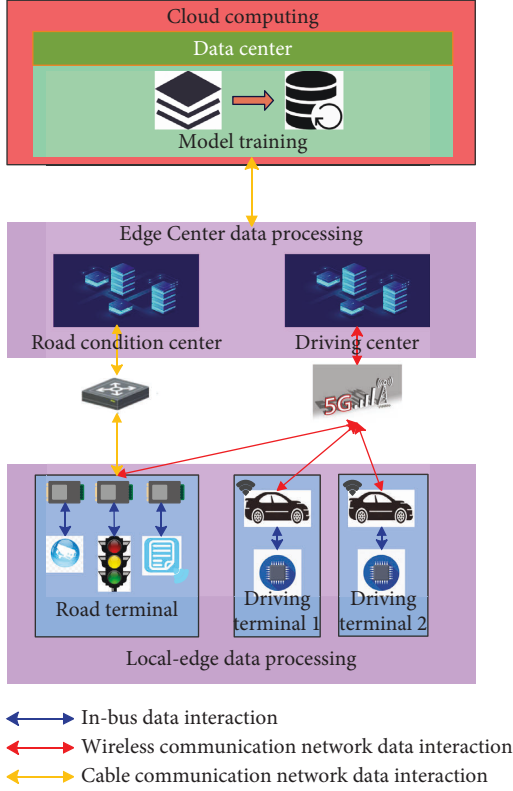 Cloud computing
Data center
Model training
Edge Center data processing
Road condition center
Driving center
5G
Road terminal
Driving
terminal 1
Driving
terminal 2
Local-edge data processing
In-bus data interaction
Wireless communication network data interaction
Cable communication network data interaction